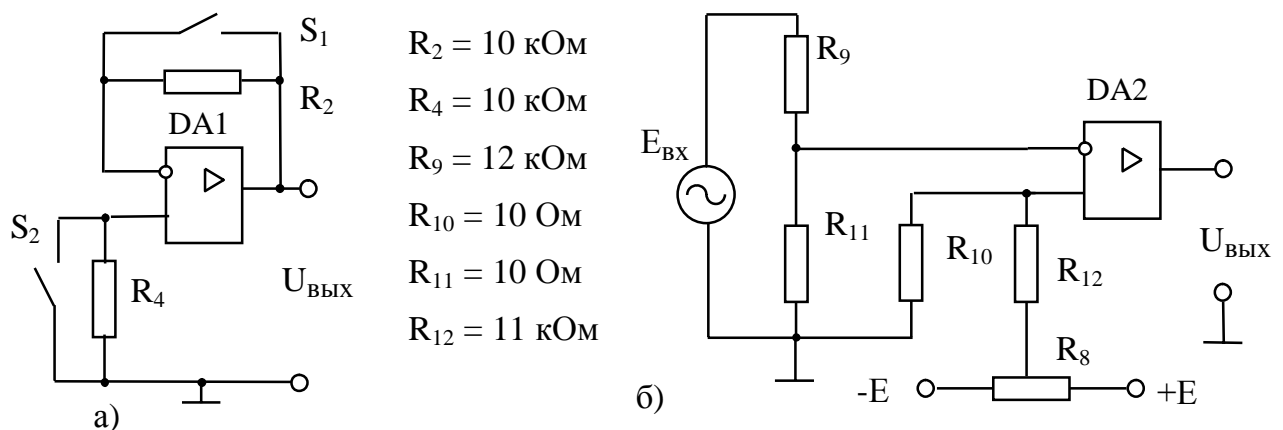 S₁
R₂
DA1
S₂
R₄
Uвых
а)
R₂ = 10 кОм
R₄ = 10 кОм
R₉ = 12 кОм
R₁₀ = 10 Ом
R₁₁ = 10 Ом
R₁₂ = 11 кОм
R₉
DA2
Eвх
R₁₁
R₁₀
R₁₂
Uвых
R₈
-E
+E
б)